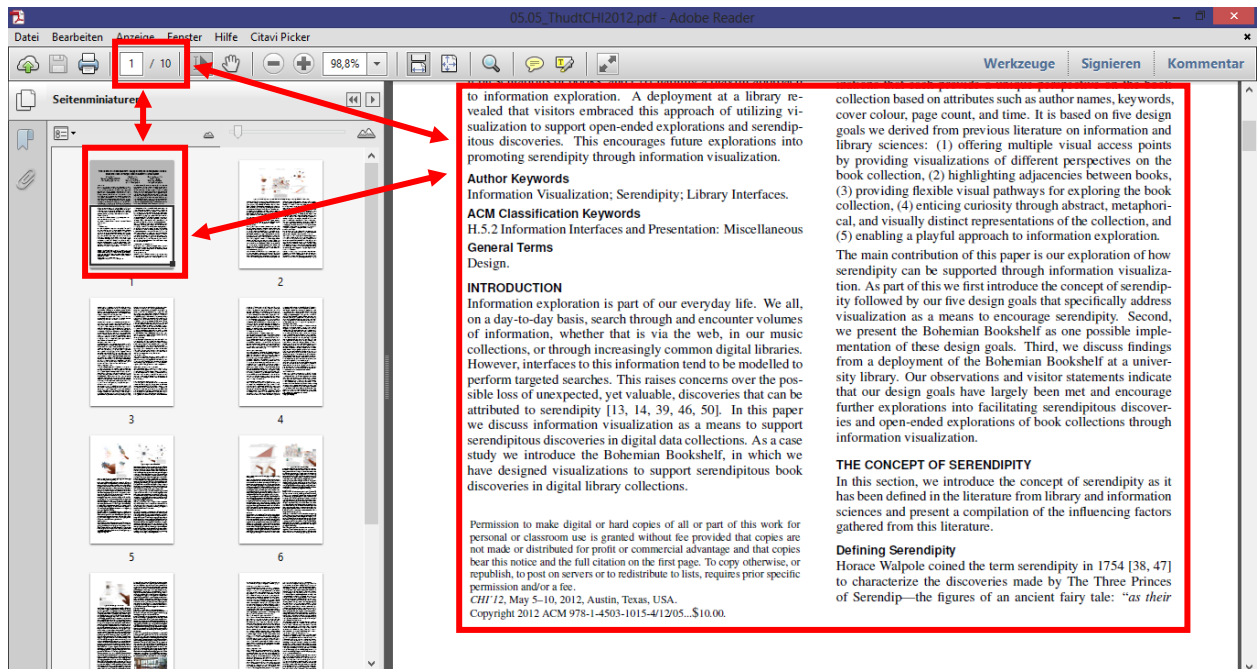 05.05_ThudtCHI2012.pdf - Adobe Reader
Datei Bearbeiten Anzeige Fenster Hilfe Citavi Picker
1 / 10
98,8%
Werkzeuge Signieren Kommentar
Seitenminiaturen
1
2
3
4
5
6
to information exploration. A deployment at a library re-
vealed that visitors embraced this approach of utilizing vi-
sualization to support open-ended explorations and serendip-
itous discoveries. This encourages future explorations into
promoting serendipity through information visualization.
Author Keywords
Information Visualization; Serendipity; Library Interfaces.
ACM Classification Keywords
H.5.2 Information Interfaces and Presentation: Miscellaneous
General Terms
Design.
INTRODUCTION
Information exploration is part of our everyday life. We all,
on a day-to-day basis, search through and encounter volumes
of information, whether that is via the web, in our music
collections, or through increasingly common digital libraries.
However, interfaces to this information tend to be modelled to
perform targeted searches. This raises concerns over the pos-
sible loss of unexpected, yet valuable, discoveries that can be
attributed to serendipity [13, 14, 39, 46, 50]. In this paper
we discuss information visualization as a means to support
serendipitous discoveries in digital data collections. As a case
study we introduce the Bohemian Bookshelf, in which we
have designed visualizations to support serendipitous book
discoveries in digital library collections.
Permission to make digital or hard copies of all or part of this work for
personal or classroom use is granted without fee provided that copies are
not made or distributed for profit or commercial advantage and that copies
bear this notice and the full citation on the first page. To copy otherwise, or
republish, to post on servers or to redistribute to lists, requires prior specific
permission and/or a fee.
CHI'12, May 5–10, 2012, Austin, Texas, USA.
Copyright 2012 ACM 978-1-4503-1015-4/12/05...$10.00.
collection based on attributes such as author names, keywords,
cover colour, page count, and time. It is based on five design
goals we derived from previous literature on information and
library sciences: (1) offering multiple visual access points
by providing visualizations of different perspectives on the
book collection, (2) highlighting adjacencies between books,
(3) providing flexible visual pathways for exploring the book
collection, (4) enticing curiosity through abstract, metaphori-
cal, and visually distinct representations of the collection, and
(5) enabling a playful approach to information exploration.
The main contribution of this paper is our exploration of how
serendipity can be supported through information visualiza-
tion. As part of this we first introduce the concept of serendip-
ity followed by our five design goals that specifically address
visualization as a means to encourage serendipity. Second,
we present the Bohemian Bookshelf as one possible imple-
mentation of these design goals. Third, we discuss findings
from a deployment of the Bohemian Bookshelf at a univer-
sity library. Our observations and visitor statements indicate
that our design goals have largely been met and encourage
further explorations into facilitating serendipitous discover-
ies and open-ended explorations of book collections through
information visualization.
THE CONCEPT OF SERENDIPITY
In this section, we introduce the concept of serendipity as it
has been defined in the literature from library and information
sciences and present a compilation of the influencing factors
gathered from this literature.
Defining Serendipity
Horace Walpole coined the term serendipity in 1754 [38, 47]
to characterize the discoveries made by The Three Princes
of Serendip—the figures of an ancient fairy tale: “as their